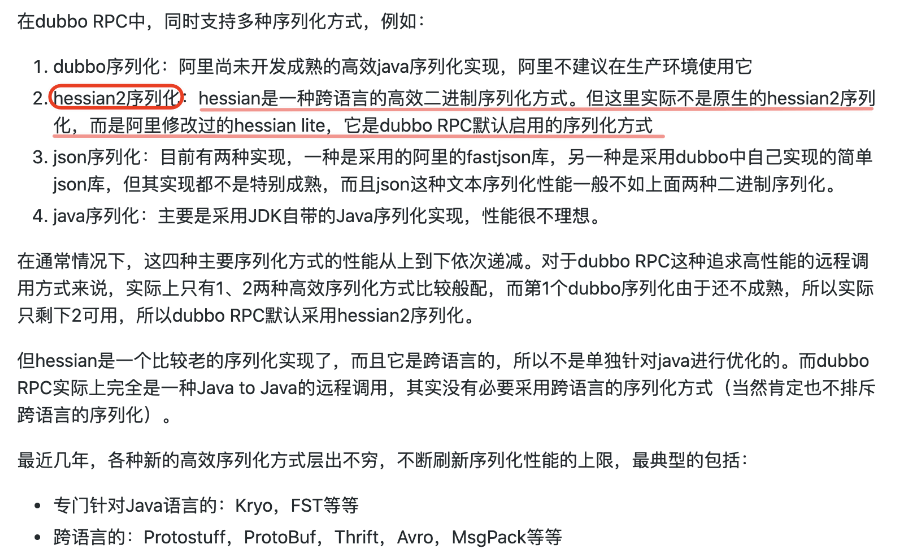 在dubbo RPC中，同时支持多种序列化方式，例如：
1. dubbo序列化：阿里尚未开发成熟的高效java序列化实现，阿里不建议在生产环境使用它
2. hessian2序列化：hessian是一种跨语言的高效二进制序列化方式。但这里实际不是原生的hessian2序列
化，而是阿里修改过的hessian lite，它是dubbo RPC默认启用的序列化方式
3. json序列化：目前有两种实现，一种是采用的阿里的fastjson库，另一种是采用dubbo中自己实现的简单
json库，但其实现都不是特别成熟，而且json这种文本序列化性能一般不如上面两种二进制序列化。
4. java序列化：主要是采用JDK自带的Java序列化实现，性能很不理想。
在通常情况下，这四种主要序列化方式的性能从上到下依次递减。对于dubbo RPC这种追求高性能的远程调
用方式来说，实际上只有1、2两种高效序列化方式比较般配，而第1个dubbo序列化由于还不成熟，所以实际
只剩下2可用，所以dubbo RPC默认采用hessian2序列化。
但hessian是一个比较老的序列化实现了，而且它是跨语言的，所以不是单独针对java进行优化的。而dubbo
RPC实际上完全是一种Java to Java的远程调用，其实没有必要采用跨语言的序列化方式（当然肯定也不排斥
跨语言的序列化）。
最近几年，各种新的高效序列化方式层出不穷，不断刷新序列化性能的上限，最典型的包括：
• 专门针对Java语言的：Kryo，FST等等
• 跨语言的：Protostuff，ProtoBuf，Thrift，Avro，MsgPack等等